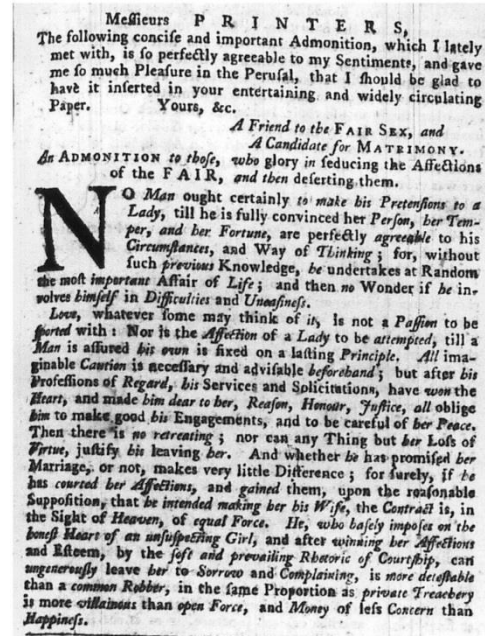 Meſſieurs PRINTERS,
The following conciſe and important Admonition, which I lately
met with, is ſo perfectly agreeable to my Sentiments, and gave
me ſo much Pleaſure in the Peruſal, that I ſhould be glad to
have it inſerted in your entertaining and widely circulating
Paper. Yours, &c.
A Friend to the FAIR SEX, and
A Candidate for MATRIMONY.
An ADMONITION to thoſe, who glory in ſeducing the Affections
of the FAIR, and then deſerting them.
NO Man ought certainly to make his Pretenſions to a
Lady, till he is fully convinced her Perſon, her Tem-
per, and her Fortune, are perfectly agreeable to his
Circumſtances, and Way of Thinking; for, without
ſuch previous Knowledge, he undertakes at Random
the moſt important Affair of Life; and then no Wonder if he in-
volves himſelf in Difficulties and Uneaſineſs.
Love, whatever ſome may think of it, is not a Paſſion to be
ſported with: Nor is the Affection of a Lady to be attempted, till a
Man is aſſured his own is fixed on a laſting Principle. All ima-
ginable Caution is neceſſary and adviſable beforehand; but after his
Profeſſions of Regard, his Services and Solicitations, have won the
Heart, and made him dear to her, Reaſon, Honour, Juſtice, all oblige
him to make good his Engagements, and to be careful of her Peace.
Then there is no retreating; nor can any Thing but her Loſs of
Virtue, juſtify his leaving her. And whether he has promiſed her
Marriage, or not, makes very little Difference; for ſurely, if he
has courted her Affections, and gained them, upon the reaſonable
Suppoſition, that he intended making her his Wife, the Contract is, in
the Sight of Heaven, of equal Force. He, who baſely impoſes on the
honeſt Heart of an unſuſpecting Girl, and after winning her Affections
and Eſteem, by the ſoft and prevailing Rhetoric of Courtſhip, can
ungenerouſly leave her to Sorrow and Complaining, is more deteſtable
than a common Robber, in the ſame Proportion as private Treachery
is more villainous than open Force, and Money of leſs Concern than
Happineſs.